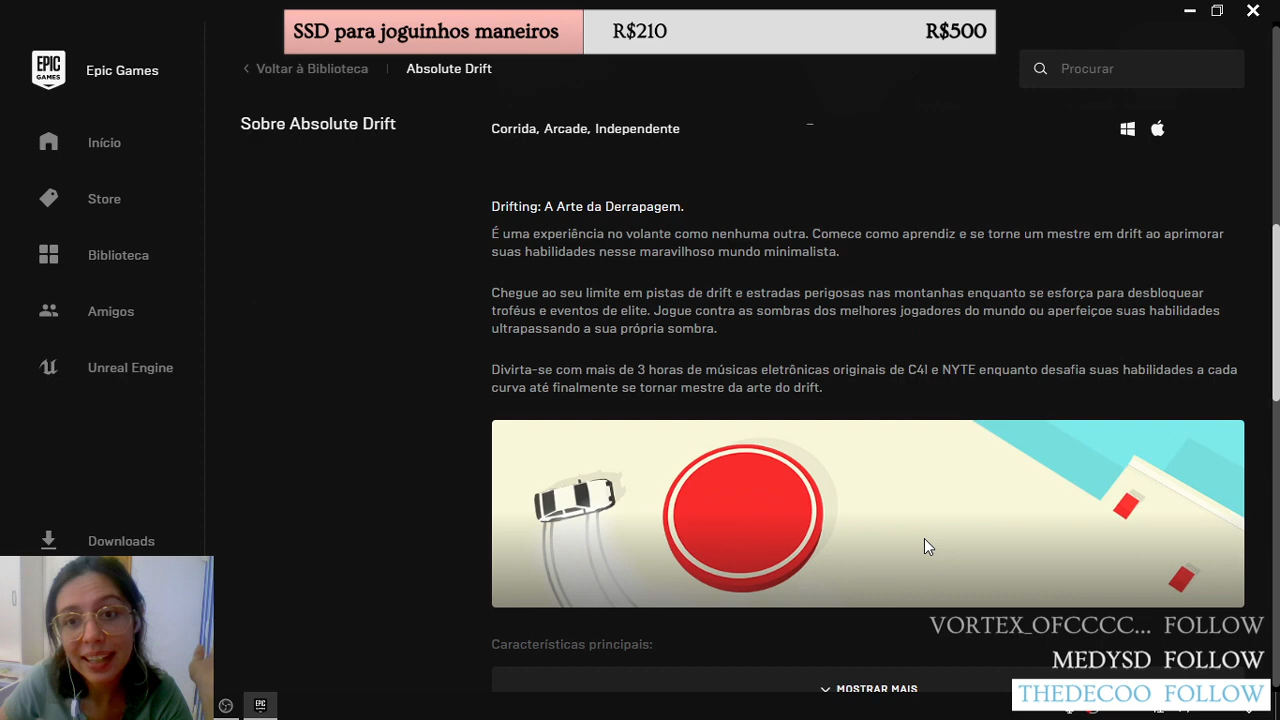 SSD para joguinhos maneiros R$210 R$500
EPIC GAMES
Epic Games
Voltar à Biblioteca
Absolute Drift
Procurar
Início
Store
Biblioteca
Amigos
Unreal Engine
Downloads
Sobre Absolute Drift
Corrida, Arcade, Independente
Drifting: A Arte da Derrapagem.
É uma experiência no volante como nenhuma outra. Comece como aprendiz e se torne um mestre em drift ao aprimorar
suas habilidades nesse maravilhoso mundo minimalista.
Chegue ao seu limite em pistas de drift e estradas perigosas nas montanhas enquanto se esforça para desbloquear
troféus e eventos de elite. Jogue contra as sombras dos melhores jogadores do mundo ou aperfeiçoe suas habilidades
ultrapassando a sua própria sombra.
Divirta-se com mais de 3 horas de músicas eletrônicas originais de C41 e NYTE enquanto desafia suas habilidades a cada
curva até finalmente se tornar mestre da arte do drift.
Características principais:
MOSTRAR MAIS
VORTEX_OFCCCC... FOLLOW
MEDYSD FOLLOW
THEDECOO FOLLOW
EPIC